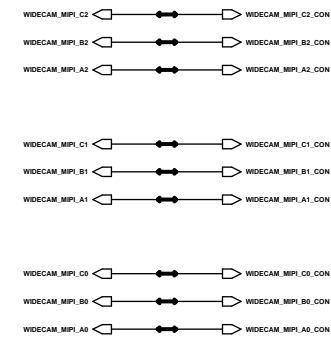 WIDECAM_MIPI_C2 WIDECAM_MIPI_C2_CON
WIDECAM_MIPI_B2 WIDECAM_MIPI_B2_CON
WIDECAM_MIPI_A2 WIDECAM_MIPI_A2_CON
WIDECAM_MIPI_C1 WIDECAM_MIPI_C1_CON
WIDECAM_MIPI_B1 WIDECAM_MIPI_B1_CON
WIDECAM_MIPI_A1 WIDECAM_MIPI_A1_CON
WIDECAM_MIPI_C0 WIDECAM_MIPI_C0_CON
WIDECAM_MIPI_B0 WIDECAM_MIPI_B0_CON
WIDECAM_MIPI_A0 WIDECAM_MIPI_A0_CON